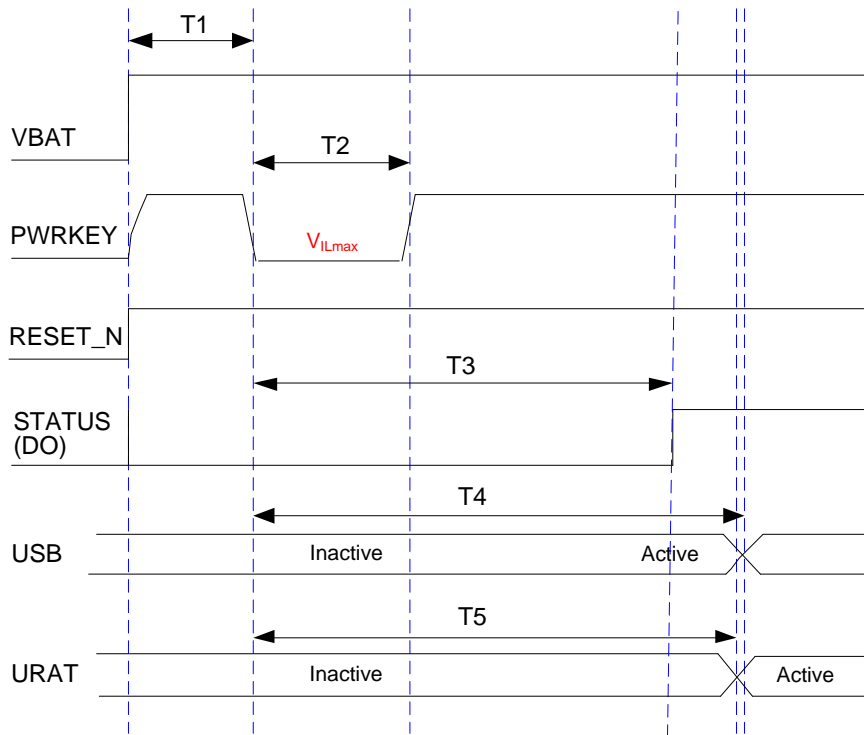 T1
VBAT
T2
PWRKEY
VILmax
RESET_N
T3
STATUS
(DO)
T4
USB
Inactive
Active
T5
URAT
Inactive
Active